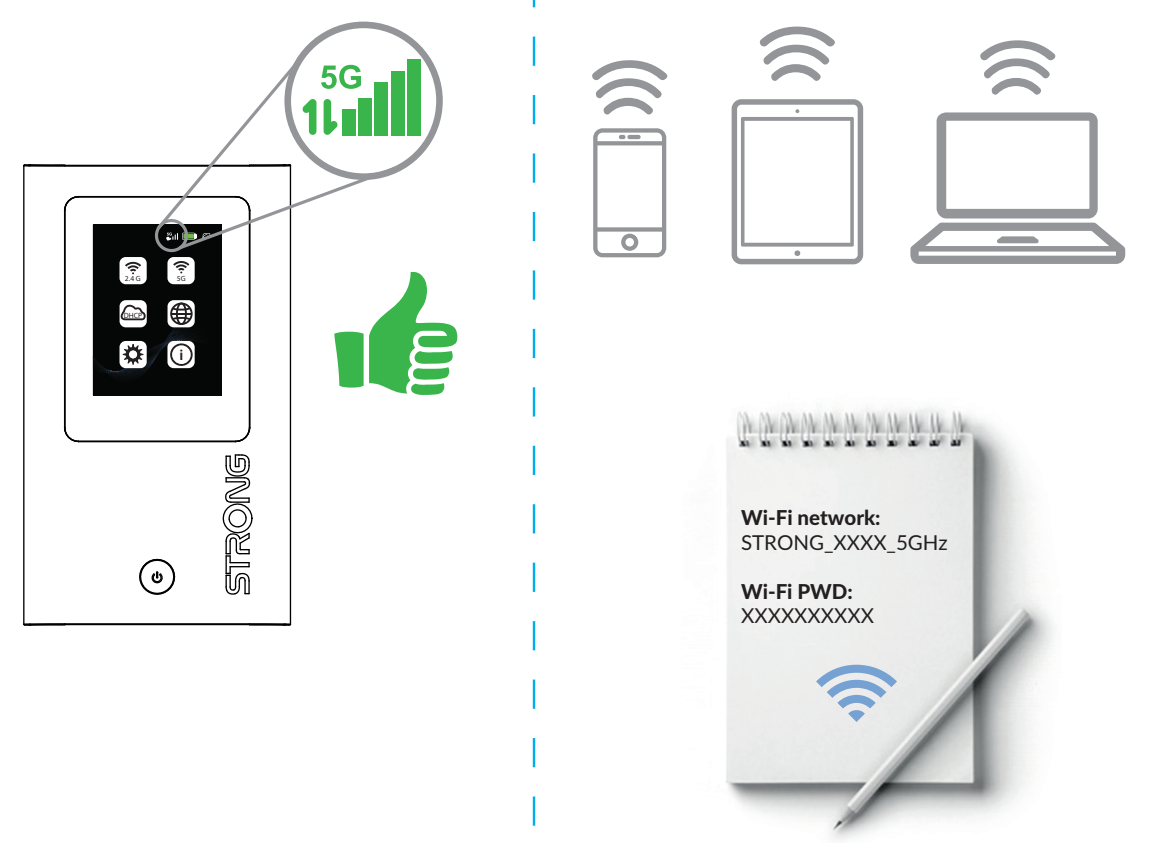 5G
2.4 G
5G
DHCP
i
STRONG
Wi-Fi network:
STRONG_XXXX_5GHz
Wi-Fi PWD:
XXXXXXXXXX